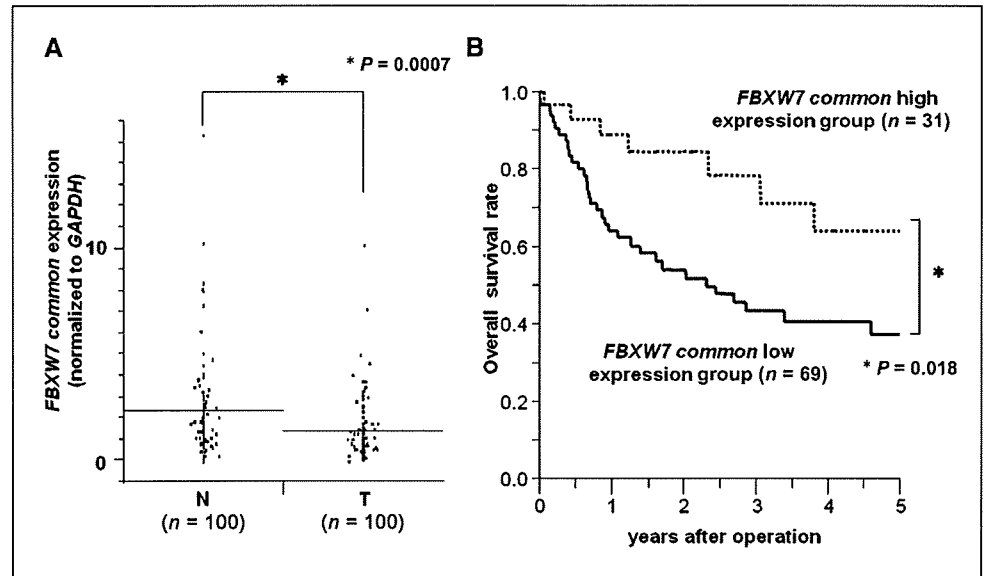 A
* P = 0.0007
*
FBXW7 common expression
(normalized to GAPDH)
10
0
N
(n = 100)
T
(n = 100)
B
FBXW7 common high
expression group (n = 31)
Overall survival rate
1.0
0.8
0.6
0.4
0.2
0.0
*
FBXW7 common low
expression group (n = 69)
* P = 0.018
0
1
2
3
4
5
years after operation